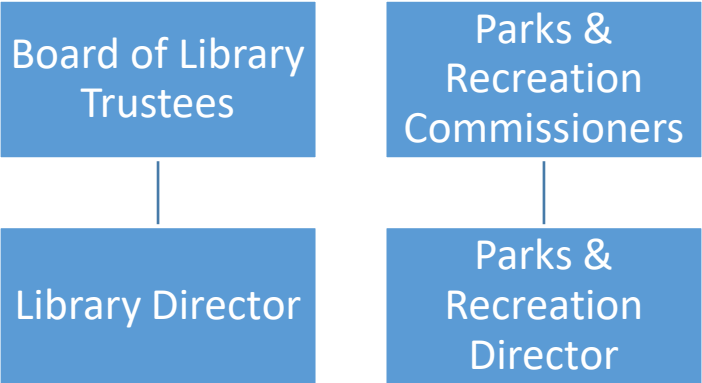 Board of Library
Trustees
Parks &
Recreation
Commissioners
Library Director
Parks &
Recreation
Director